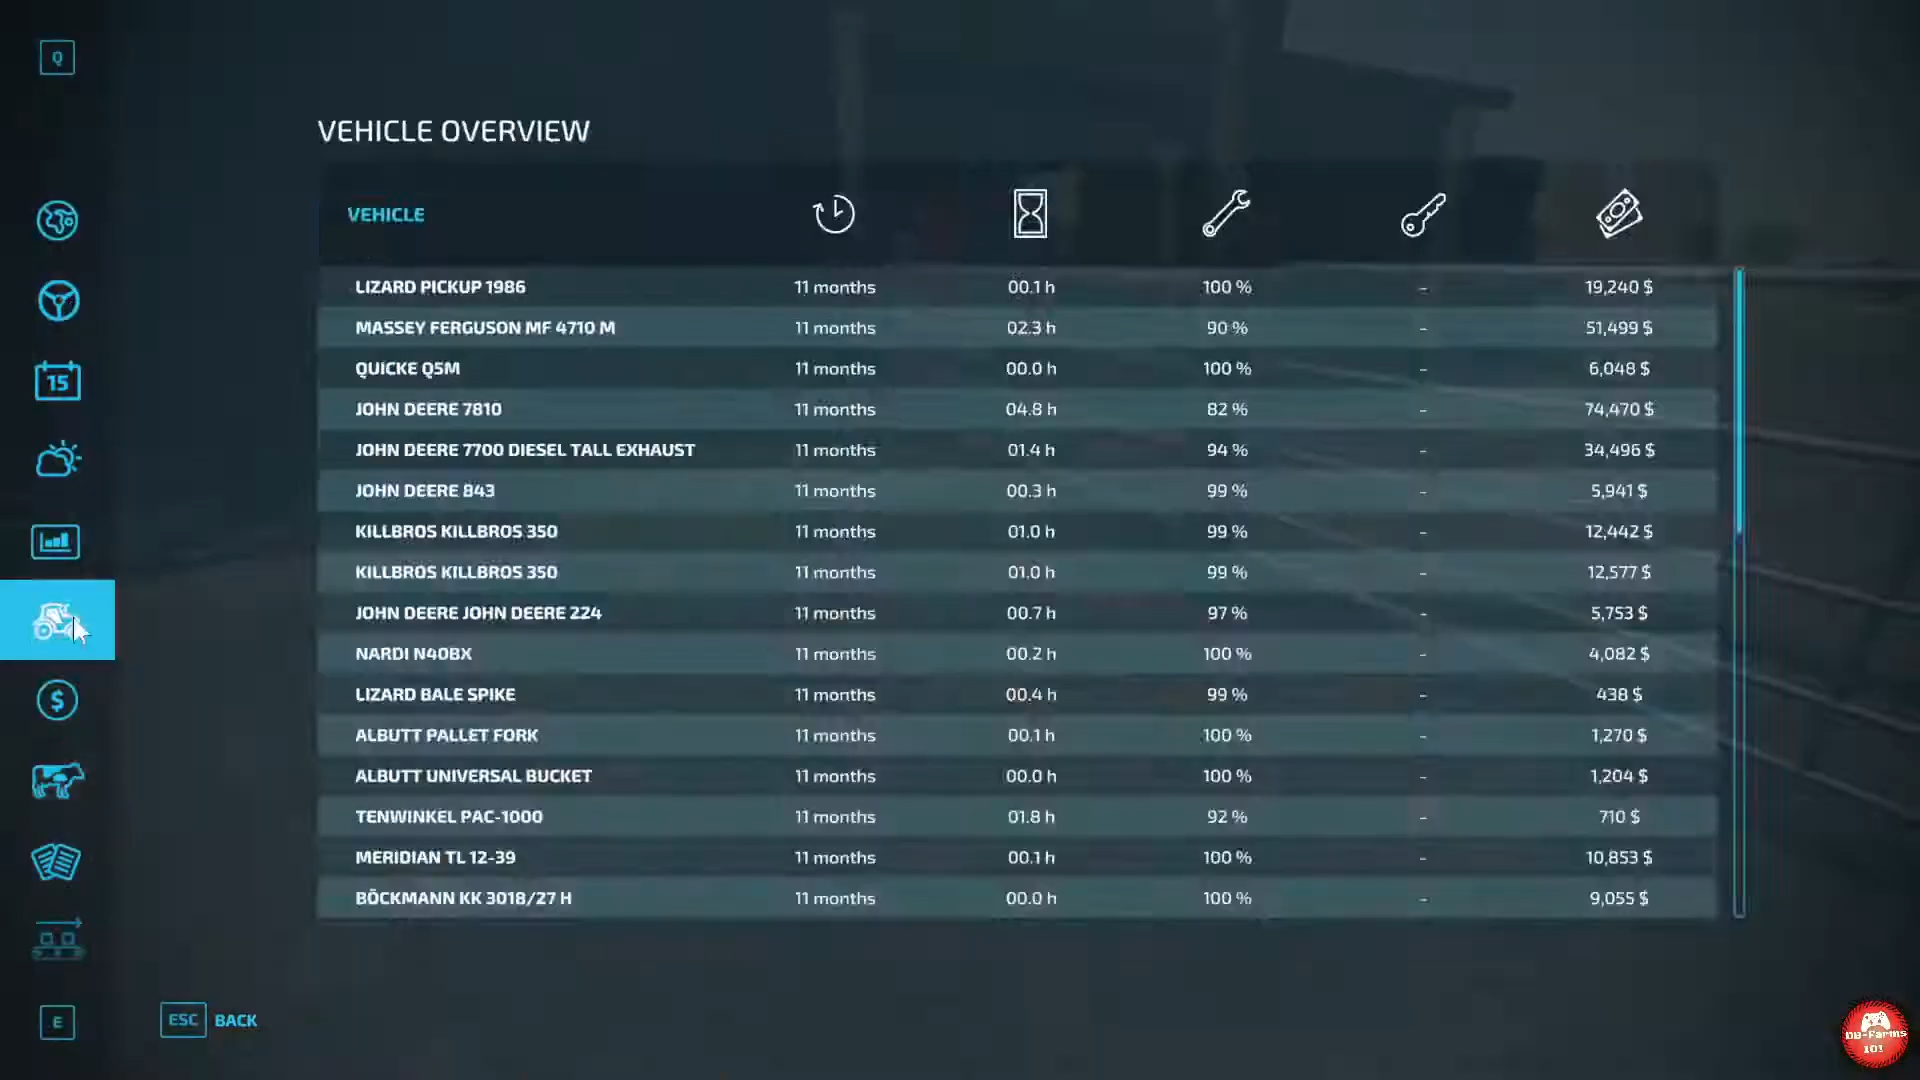 Q
VEHICLE OVERVIEW
VEHICLE
LIZARD PICKUP 1986 11 months 00.1 h 100 % - 19,240 $
MASSEY FERGUSON MF 4710 M 11 months 02.3 h 90 % - 51,499 $
QUICKE Q5M 11 months 00.0 h 100 % - 6,048 $
JOHN DEERE 7810 11 months 04.8 h 82 % - 74,470 $
JOHN DEERE 7700 DIESEL TALL EXHAUST 11 months 01.4 h 94 % - 34,496 $
JOHN DEERE 843 11 months 00.3 h 99 % - 5,941 $
KILLBROS KILLBROS 350 11 months 01.0 h 99 % - 12,442 $
KILLBROS KILLBROS 350 11 months 01.0 h 99 % - 12,577 $
JOHN DEERE JOHN DEERE 224 11 months 00.7 h 97 % - 5,753 $
NARDI N40BX 11 months 00.2 h 100 % - 4,082 $
LIZARD BALE SPIKE 11 months 00.4 h 99 % - 438 $
ALBUTT PALLET FORK 11 months 00.1 h 100 % - 1,270 $
ALBUTT UNIVERSAL BUCKET 11 months 00.0 h 100 % - 1,204 $
TENWINKEL PAC-1000 11 months 01.8 h 92 % - 710 $
MERIDIAN TL 12-39 11 months 00.1 h 100 % - 10,853 $
BÖCKMANN KK 3018/27 H 11 months 00.0 h 100 % - 9,055 $
15
$
E
ESC BACK
DB-Farms
101